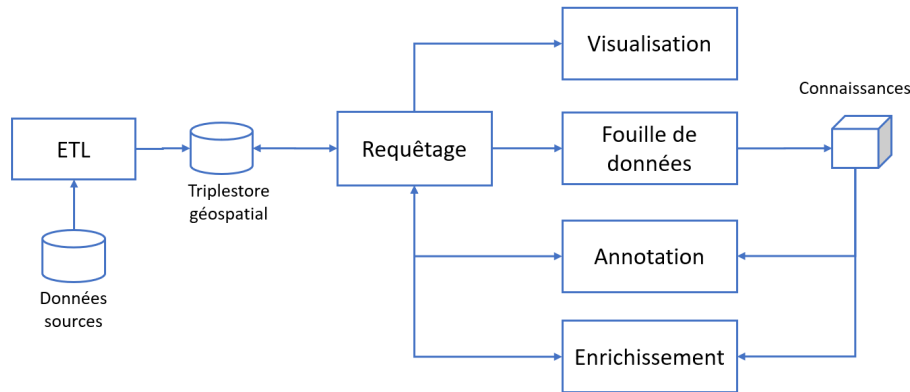 Visualisation
Connaissances
ETL
Requêtage
Fouille de
données
Triplestore
géospatial
Annotation
Données
sources
Enrichissement